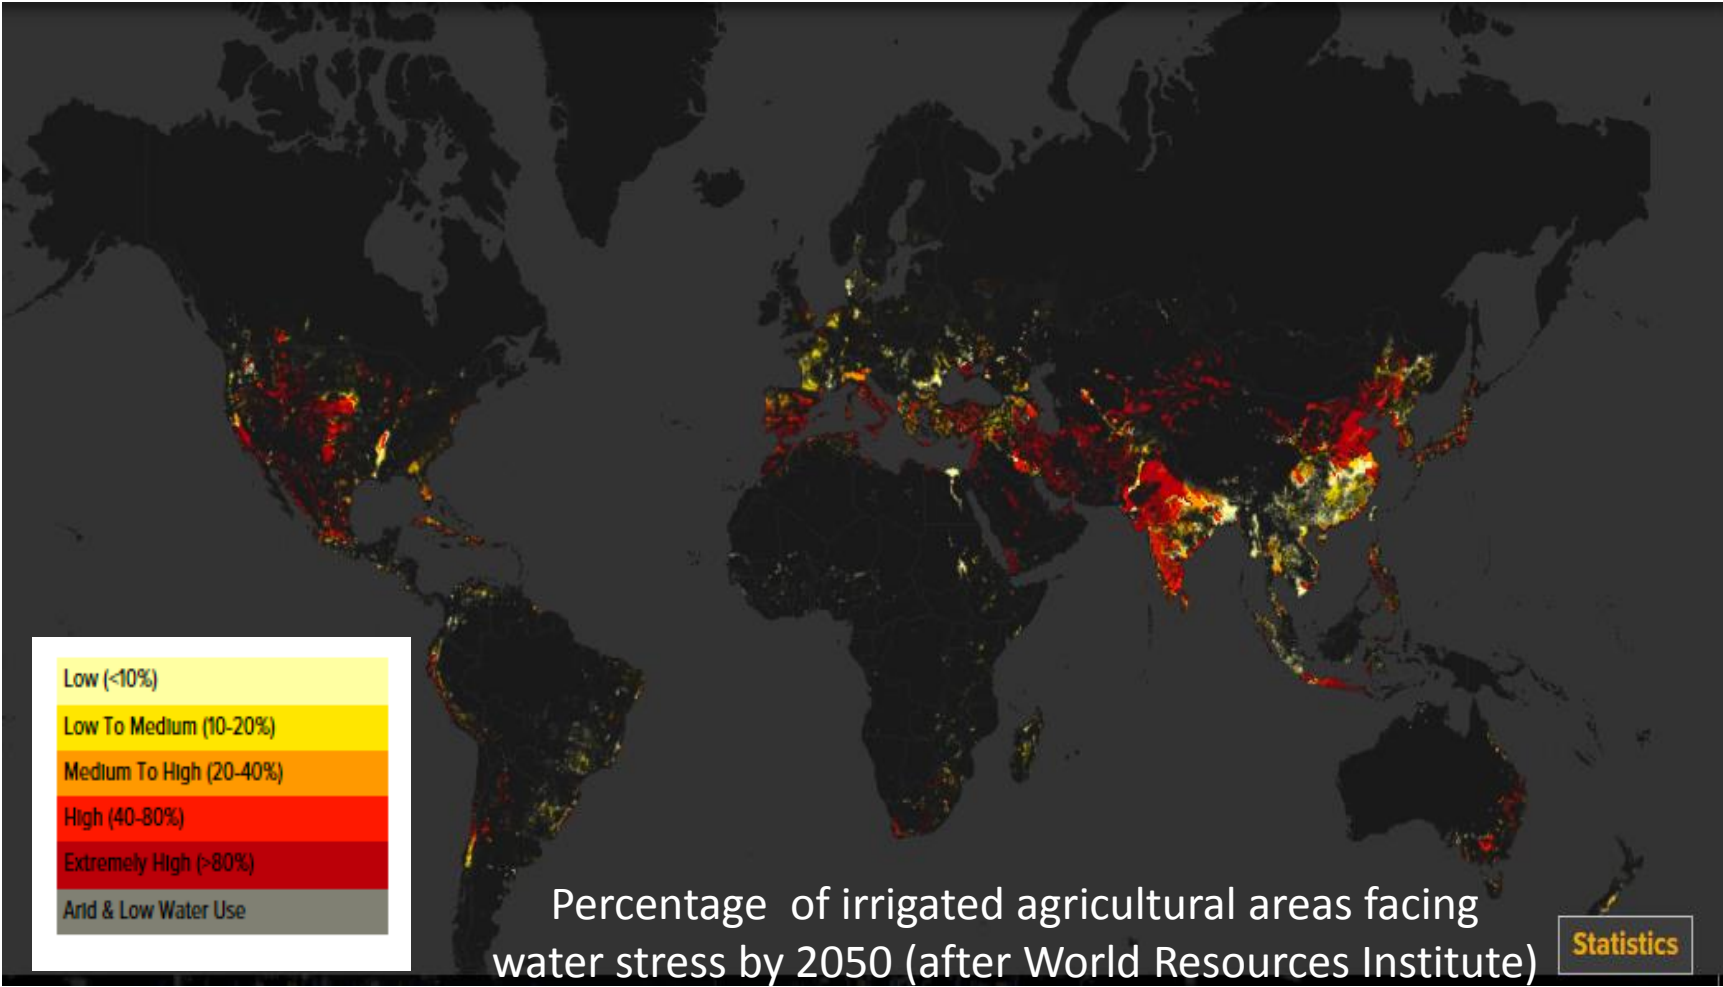 Low (<10%)
Low To Medium (10-20%)
Medium To High (20-40%)
High (40-80%)
Extremely High (>80%)
Arid & Low Water Use
Percentage of irrigated agricultural areas facing
water stress by 2050 (after World Resources Institute)
Statistics